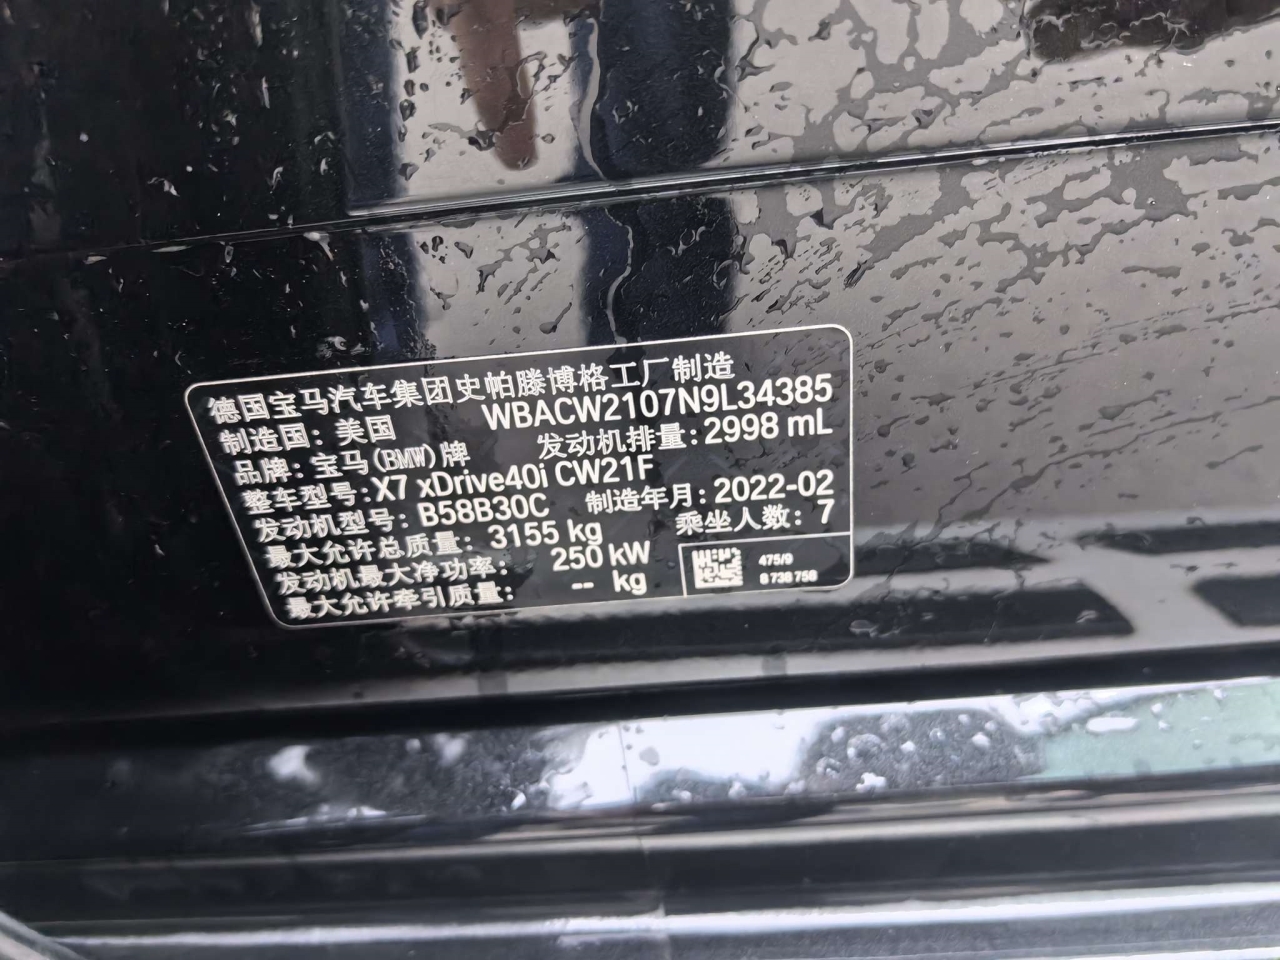 德国宝马汽车集团史帕滕博格工厂制造
制造国: 美国 WBACW2107N9L34385
品牌: 宝马(BMW)牌 发动机排量: 2998 mL
整车型号: X7 xDrive40i CW21F
发动机型号: B58B30C 制造年月: 2022-02
最大允许总质量: 3155 kg 乘坐人数: 7
发动机最大净功率: 250 kW
最大允许牵引质量: -- kg
475/9
8 738 758